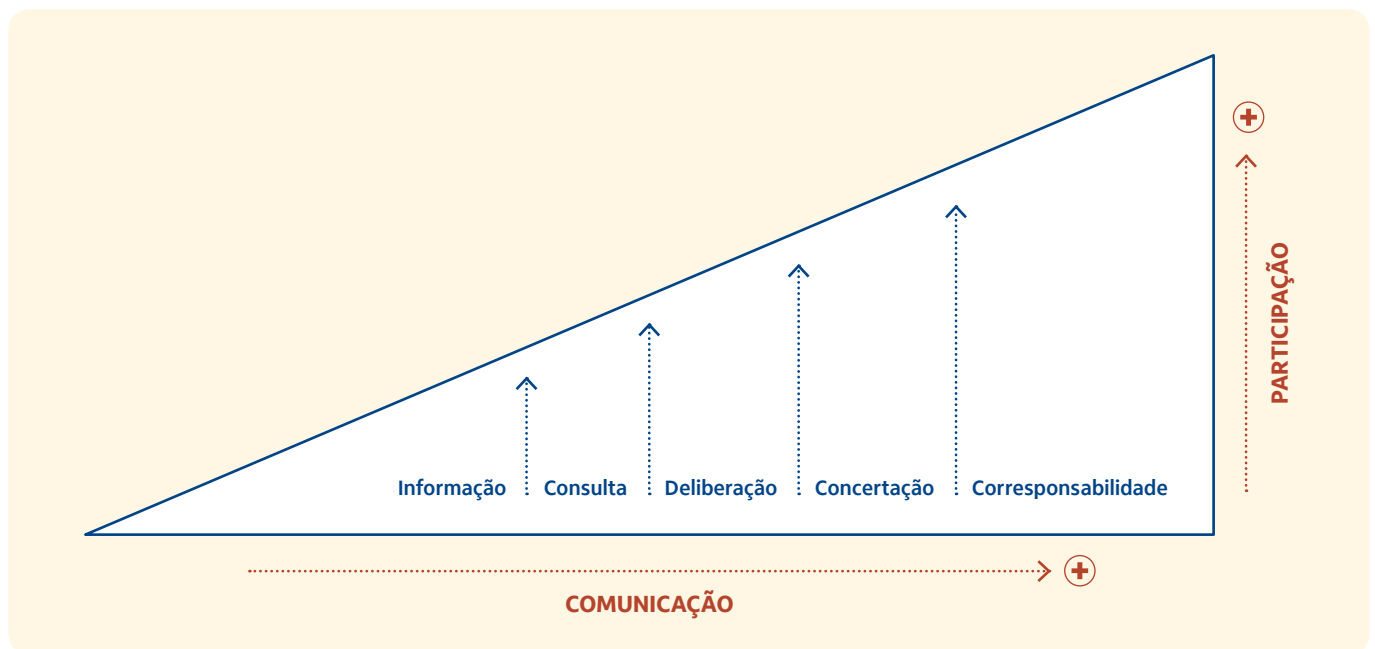 PARTICIPAÇÃO
Informação Consulta Deliberação Concertação Corresponsabilidade
COMUNICAÇÃO